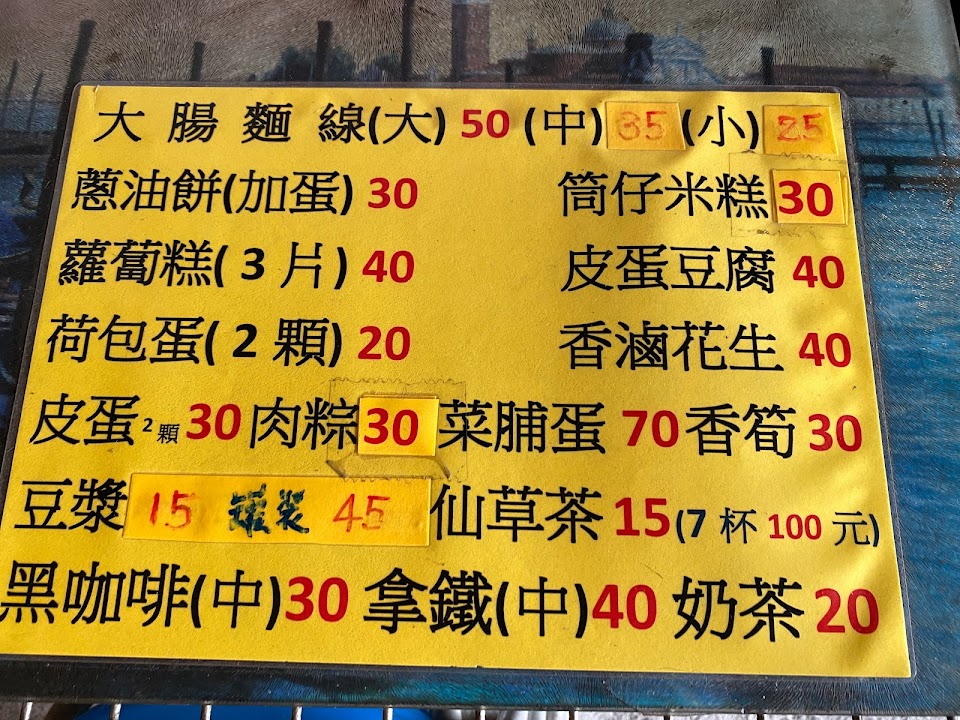 大腸麵線(大) 50 (中) 35 (小) 25
蔥油餅(加蛋) 30 筒仔米糕 30
蘿蔔糕( 3 片) 40 皮蛋豆腐 40
荷包蛋( 2 顆) 20 香滷花生 40
皮蛋 2 顆 30 肉粽 30 菜脯蛋 70 香筍 30
豆漿 15 罐裝 45 仙草茶 15 (7 杯 100 元)
黑咖啡(中) 30 拿鐵(中) 40 奶茶 20